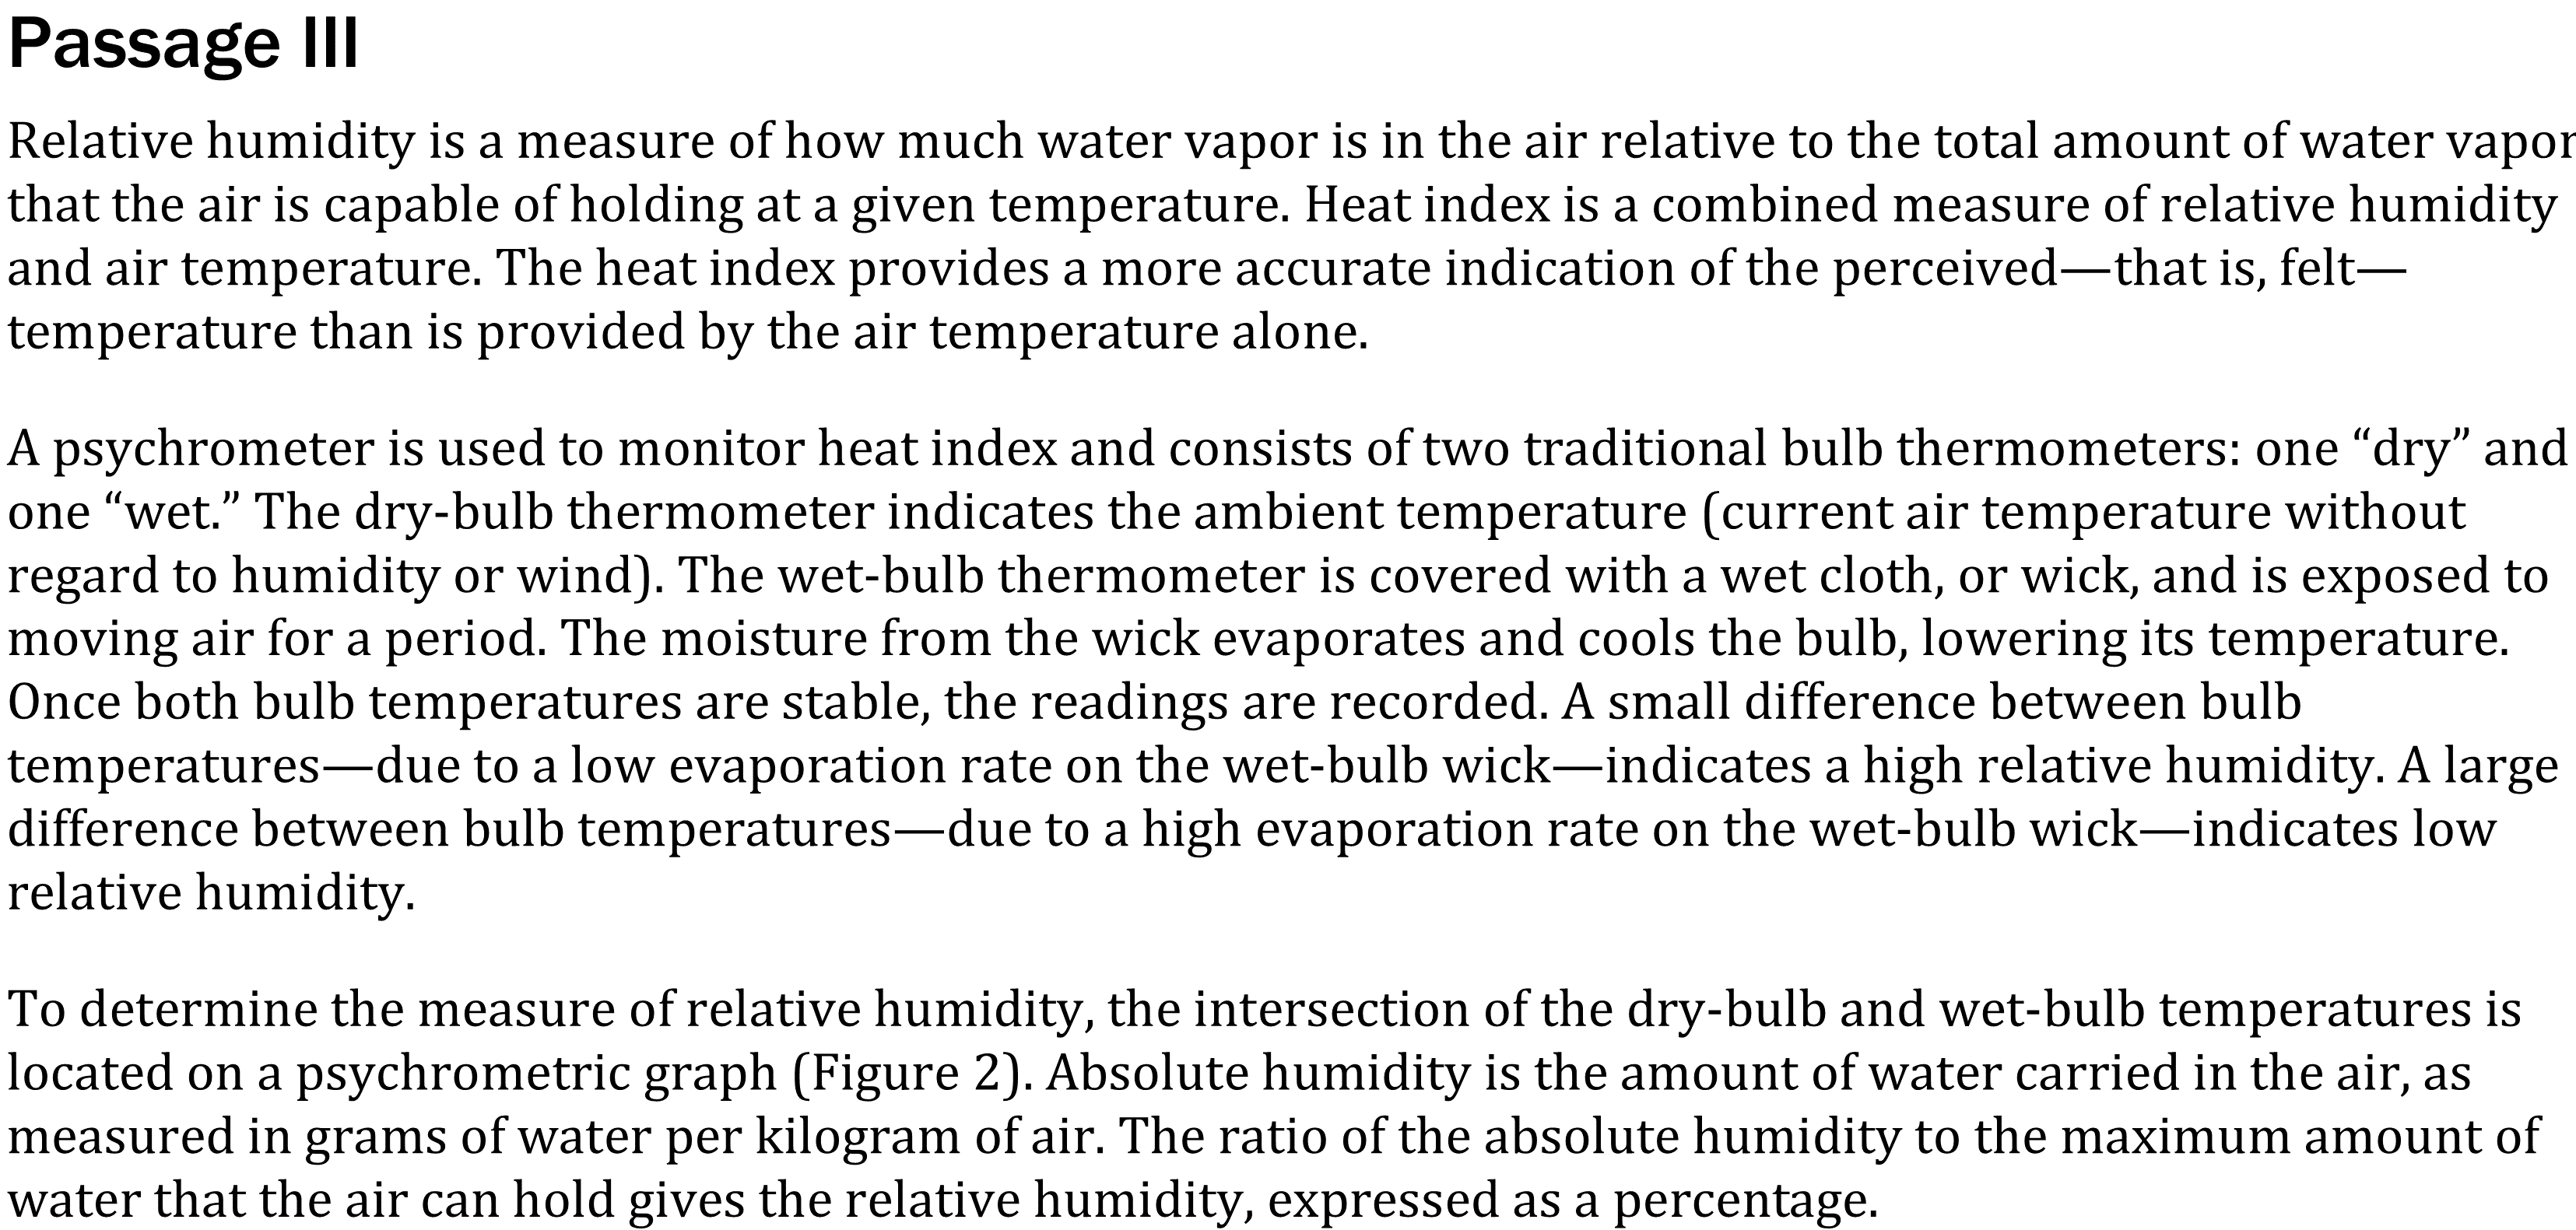 Passage III
Relative humidity is a measure of how much water vapor is in the air relative to the total amount of water vapor
that the air is capable of holding at a given temperature. Heat index is a combined measure of relative humidity
and air temperature. The heat index provides a more accurate indication of the perceived—that is, felt—
temperature than is provided by the air temperature alone.
A psychrometer is used to monitor heat index and consists of two traditional bulb thermometers: one “dry” and
one “wet.” The dry-bulb thermometer indicates the ambient temperature (current air temperature without
regard to humidity or wind). The wet-bulb thermometer is covered with a wet cloth, or wick, and is exposed to
moving air for a period. The moisture from the wick evaporates and cools the bulb, lowering its temperature.
Once both bulb temperatures are stable, the readings are recorded. A small difference between bulb
temperatures—due to a low evaporation rate on the wet-bulb wick—indicates a high relative humidity. A large
difference between bulb temperatures—due to a high evaporation rate on the wet-bulb wick—indicates low
relative humidity.
To determine the measure of relative humidity, the intersection of the dry-bulb and wet-bulb temperatures is
located on a psychrometric graph (Figure 2). Absolute humidity is the amount of water carried in the air, as
measured in grams of water per kilogram of air. The ratio of the absolute humidity to the maximum amount of
water that the air can hold gives the relative humidity, expressed as a percentage.